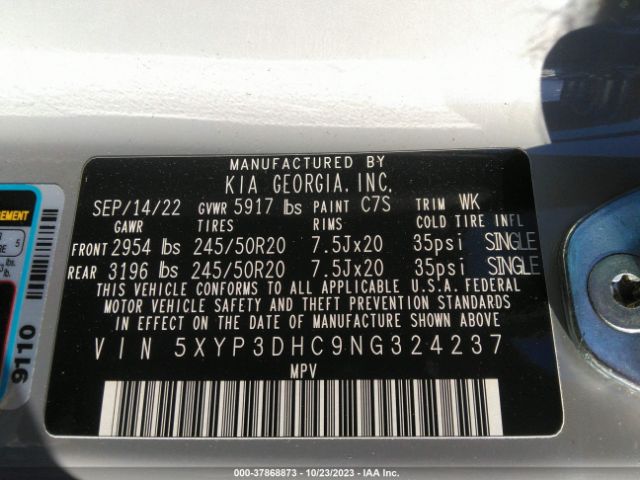 MANUFACTURED BY
KIA GEORGIA, INC.
SEP/14/22 GVWR 5917 lbs PAINT C7S TRIM WK
GAWR TIRES RIMS COLD TIRE INFL
FRONT 2954 lbs 245/50R20 7.5Jx20 35psi SINGLE
REAR 3196 lbs 245/50R20 7.5Jx20 35psi SINGLE
THIS VEHICLE CONFORMS TO ALL APPLICABLE U.S.A. FEDERAL
MOTOR VEHICLE SAFETY AND THEFT PREVENTION STANDARDS
IN EFFECT ON THE DATE OF MANUFACTURE SHOWN ABOVE.
VIN 5XYP3DHC9NG324237
MPV
5
9110
000-37868873 - 10/23/2023 - IAA Inc.